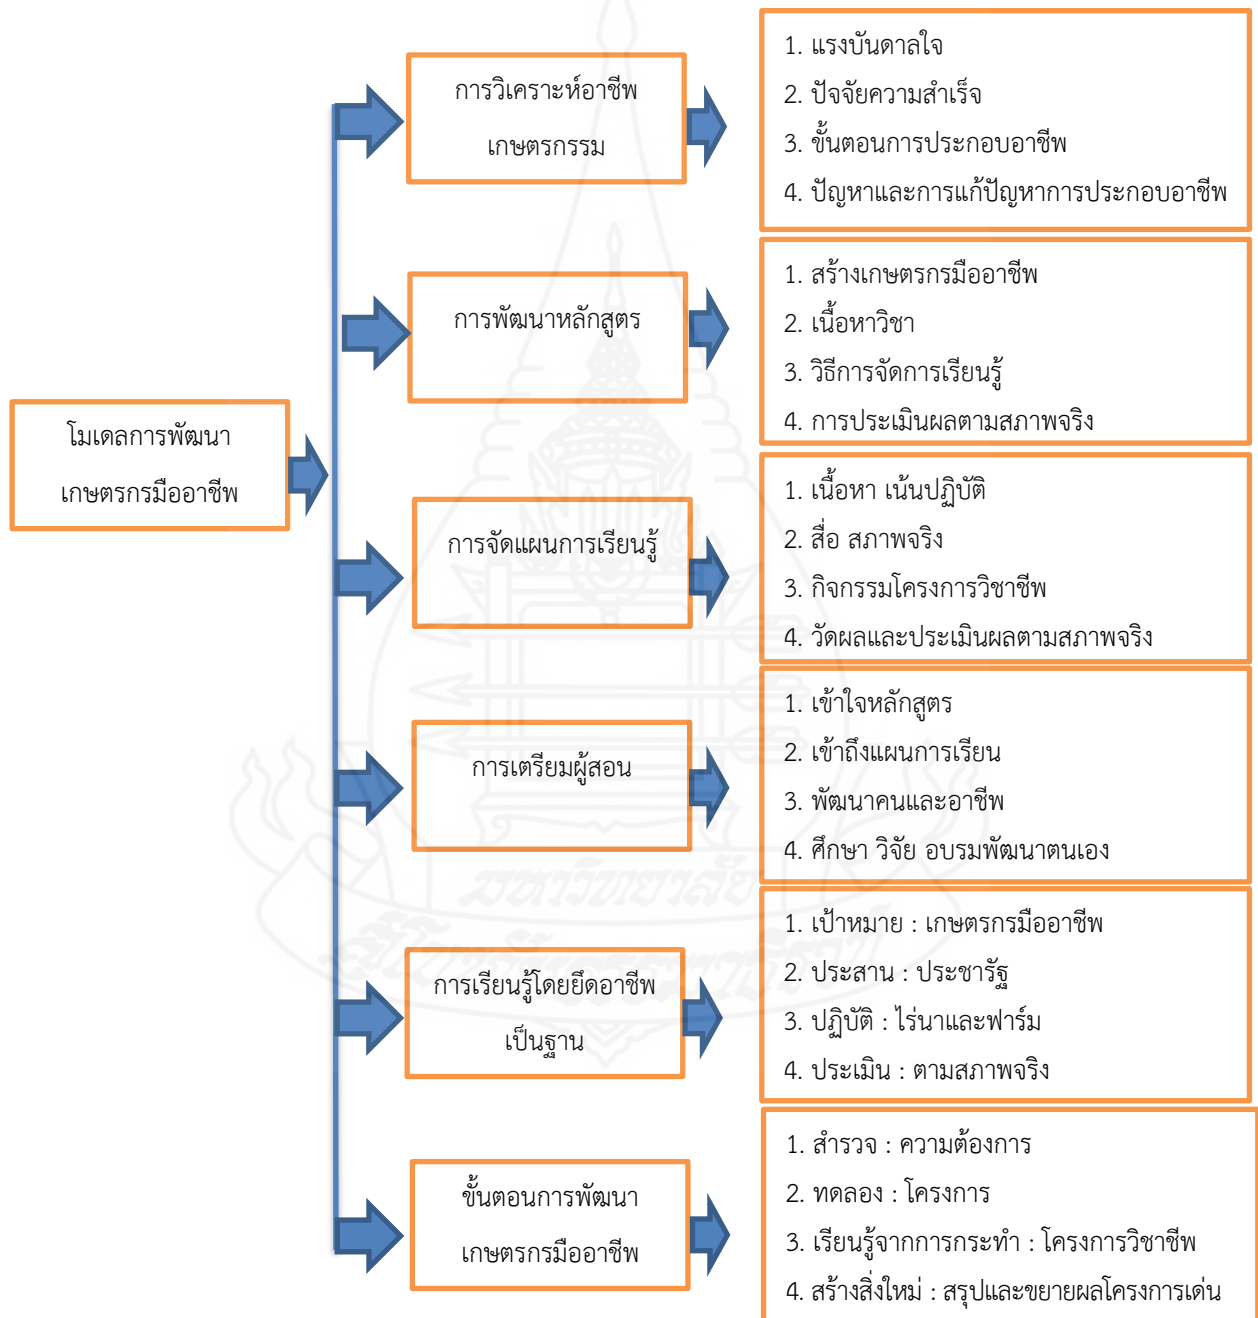 โมเดลการพัฒนา
เกษตรกรมืออาชีพ
การวิเคราะห์อาชีพ
เกษตรกรรม
1. แรงบันดาลใจ
2. ปัจจัยความสำเร็จ
3. ขั้นตอนการประกอบอาชีพ
4. ปัญหาและการแก้ปัญหาการประกอบอาชีพ
การพัฒนาหลักสูตร
1. สร้างเกษตรกรมืออาชีพ
2. เนื้อหาวิชา
3. วิธีการจัดการเรียนรู้
4. การประเมินผลตามสภาพจริง
การจัดแผนการเรียนรู้
1. เนื้อหา เน้นปฏิบัติ
2. สื่อ สภาพจริง
3. กิจกรรมโครงการวิชาชีพ
4. วัดผลและประเมินผลตามสภาพจริง
การเตรียมผู้สอน
1. เข้าใจหลักสูตร
2. เข้าถึงแผนการเรียน
3. พัฒนาคนและอาชีพ
4. ศึกษา วิจัย อบรมพัฒนาตนเอง
การเรียนรู้โดยยึดอาชีพ
เป็นฐาน
1. เป้าหมาย : เกษตรกรมืออาชีพ
2. ประสาน : ประชารัฐ
3. ปฏิบัติ : ไร่นาและฟาร์ม
4. ประเมิน : ตามสภาพจริง
ขั้นตอนการพัฒนา
เกษตรกรมืออาชีพ
1. สำรวจ : ความต้องการ
2. ทดลอง : โครงการ
3. เรียนรู้จากการกระทำ : โครงการวิชาชีพ
4. สร้างสิ่งใหม่ : สรุปและขยายผลโครงการเด่น
มหาวิทยาลัย